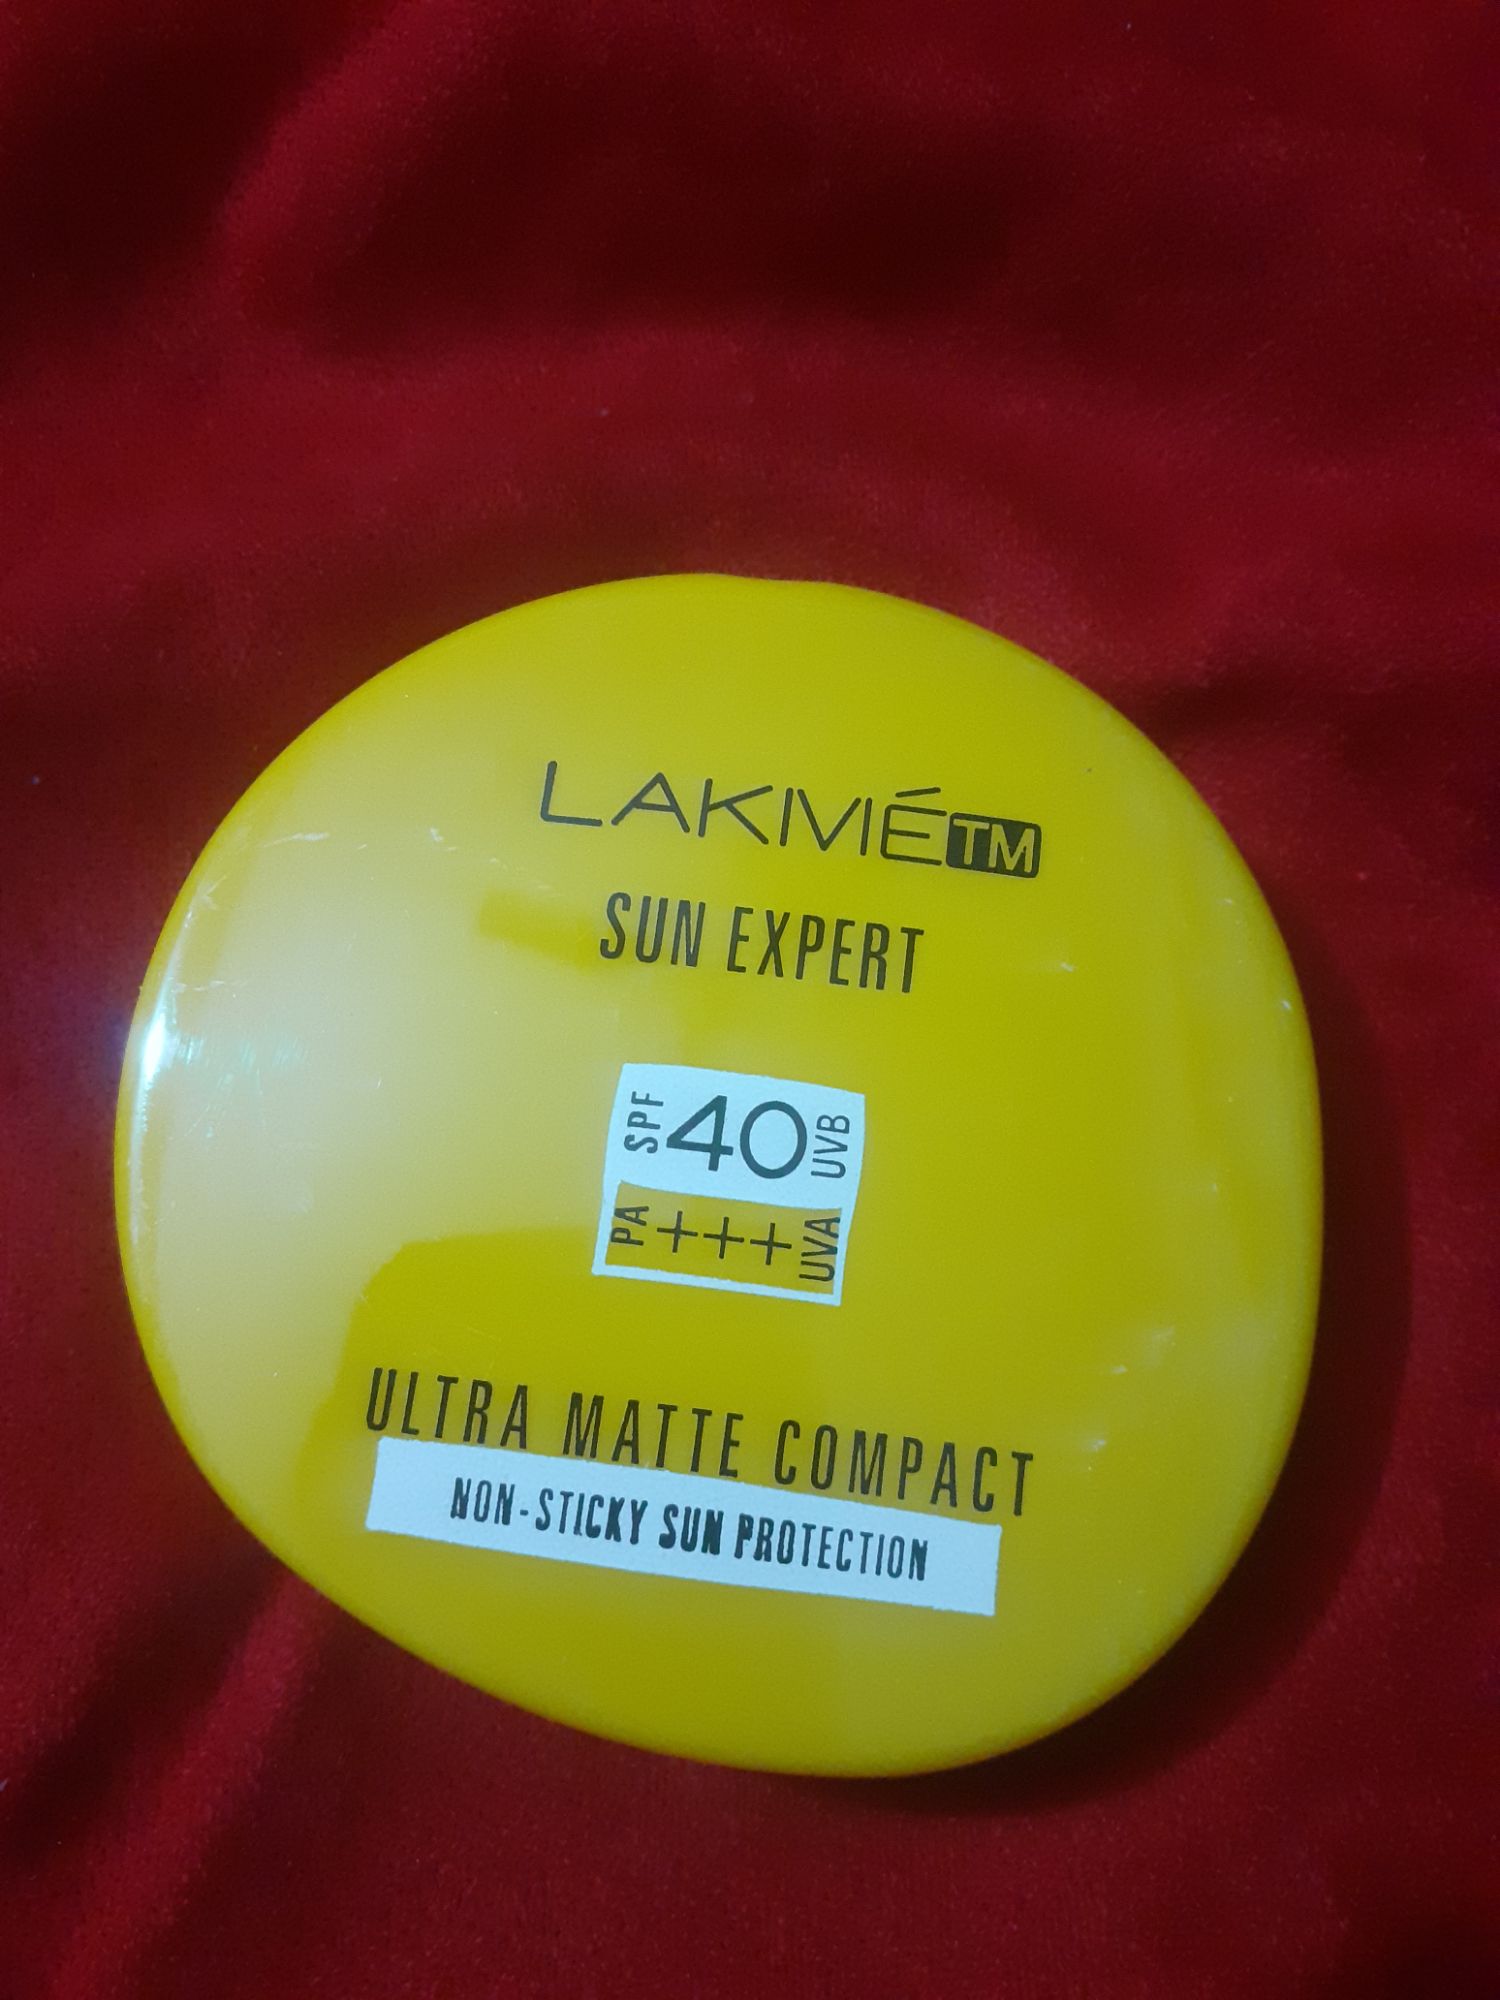 LAKMÉ TM
SUN EXPERT
SPF 40 UVB
PA +++ UVA
ULTRA MATTE COMPACT
NON-STICKY SUN PROTECTION